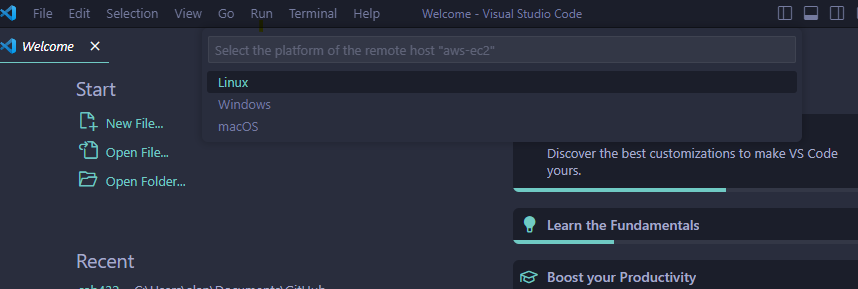 File Edit Selection View Go Run Terminal Help Welcome - Visual Studio Code
Select the platform of the remote host "aws-ec2"
Welcome
Linux
Windows
macOS
Start
New File...
Open File...
Open Folder...
Discover the best customizations to make VS Code
yours.
Learn the Fundamentals
Boost your Productivity
Recent